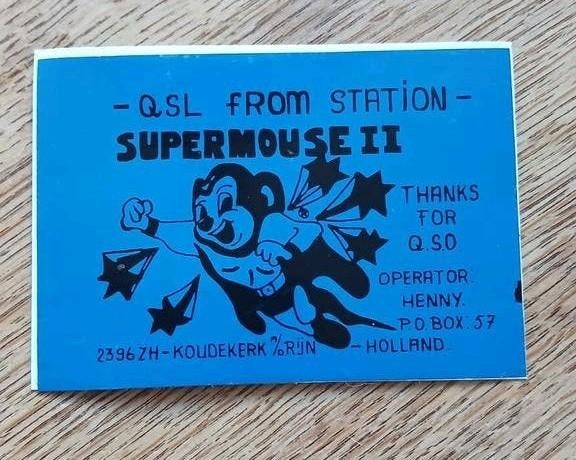 - QSL FROM STATION -
SUPERMOUSE II
THANKS
FOR
Q.S.O
OPERATOR.
HENNY.
P.O. BOX. 57
2396 ZH - KOUDEKERK a/d RIJN - HOLLAND.